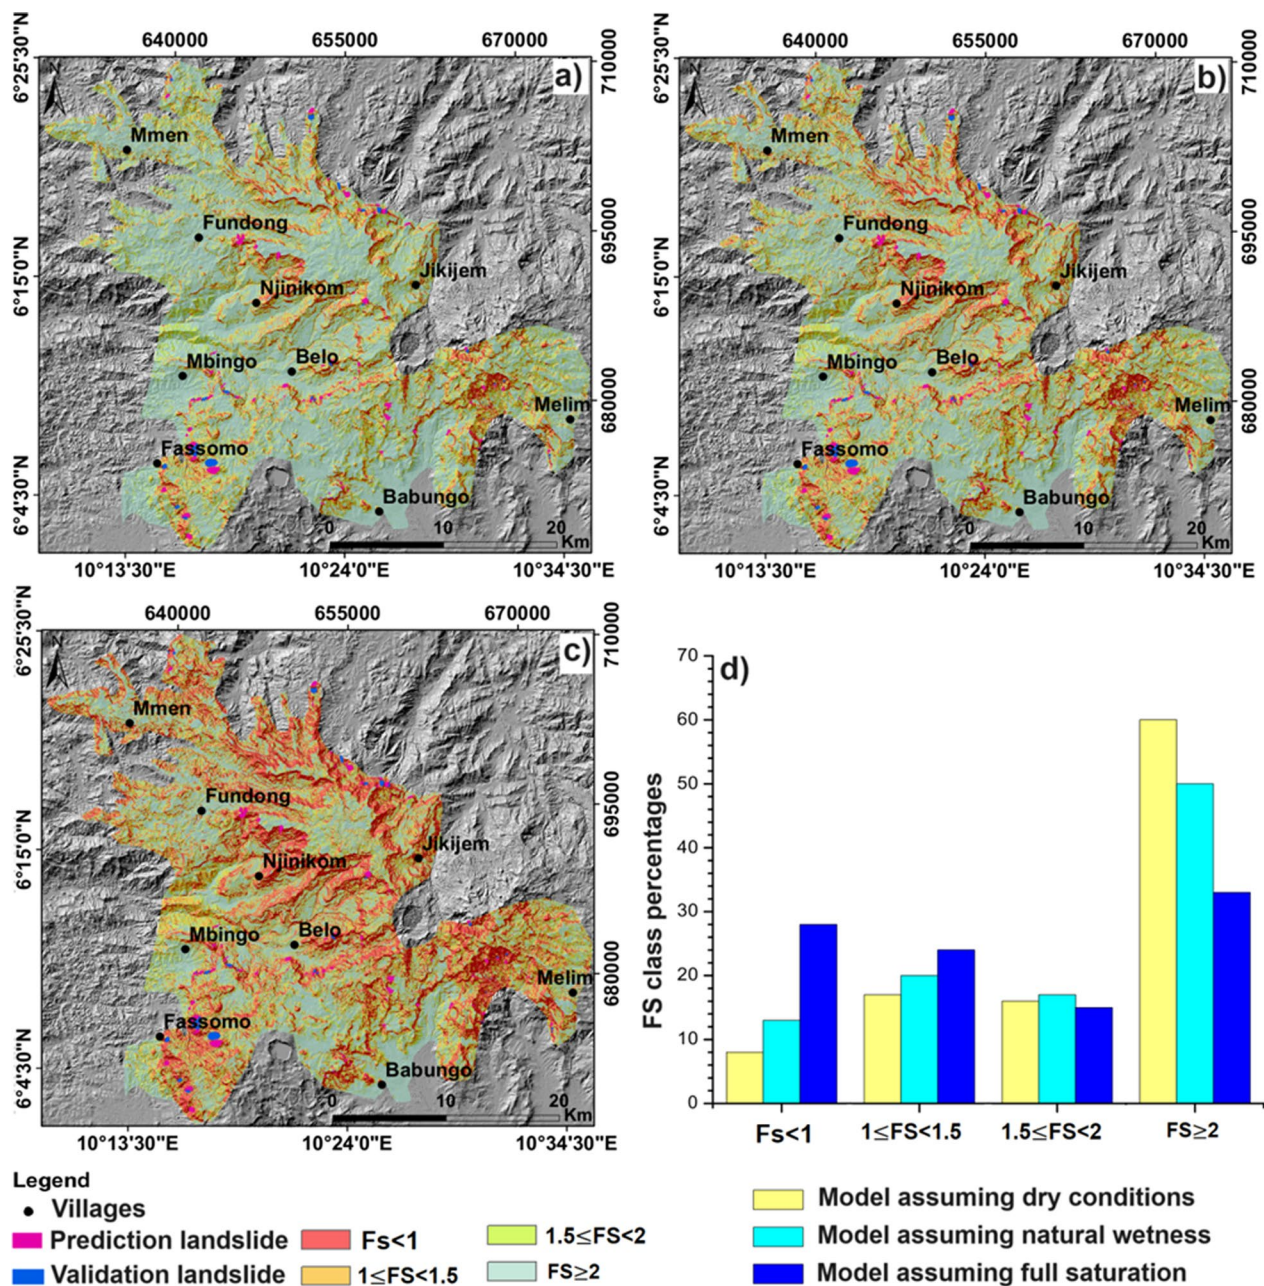 640000 655000 670000
6°25'30"N
6°15'0"N
6°4'30"N
710000
695000
680000
N
a)
Mmen
Fundong
Jikijem
Njinikom
Mbingo
Belo
Melim
Fassomo
Babungo
0 10 20
Km
10°13'30"E 10°24'0"E 10°34'30"E
640000 655000 670000
6°25'30"N
6°15'0"N
6°4'30"N
710000
695000
680000
N
b)
Mmen
Fundong
Jikijem
Njinikom
Mbingo
Belo
Melim
Fassomo
Babungo
0 10 20
Km
10°13'30"E 10°24'0"E 10°34'30"E
640000 655000 670000
6°25'30"N
6°15'0"N
6°4'30"N
710000
695000
680000
N
c)
Mmen
Fundong
Jikijem
Njinikom
Mbingo
Belo
Melim
Fassomo
Babungo
0 10 20
Km
10°13'30"E 10°24'0"E 10°34'30"E
d)
FS class percentages
70
60
50
40
30
20
10
0
Fs<1 1≤FS<1.5 1.5≤FS<2 FS≥2
Legend
Villages
Prediction landslide
Validation landslide
Fs<1
1≤FS<1.5
1.5≤FS<2
FS≥2
Model assuming dry conditions
Model assuming natural wetness
Model assuming full saturation